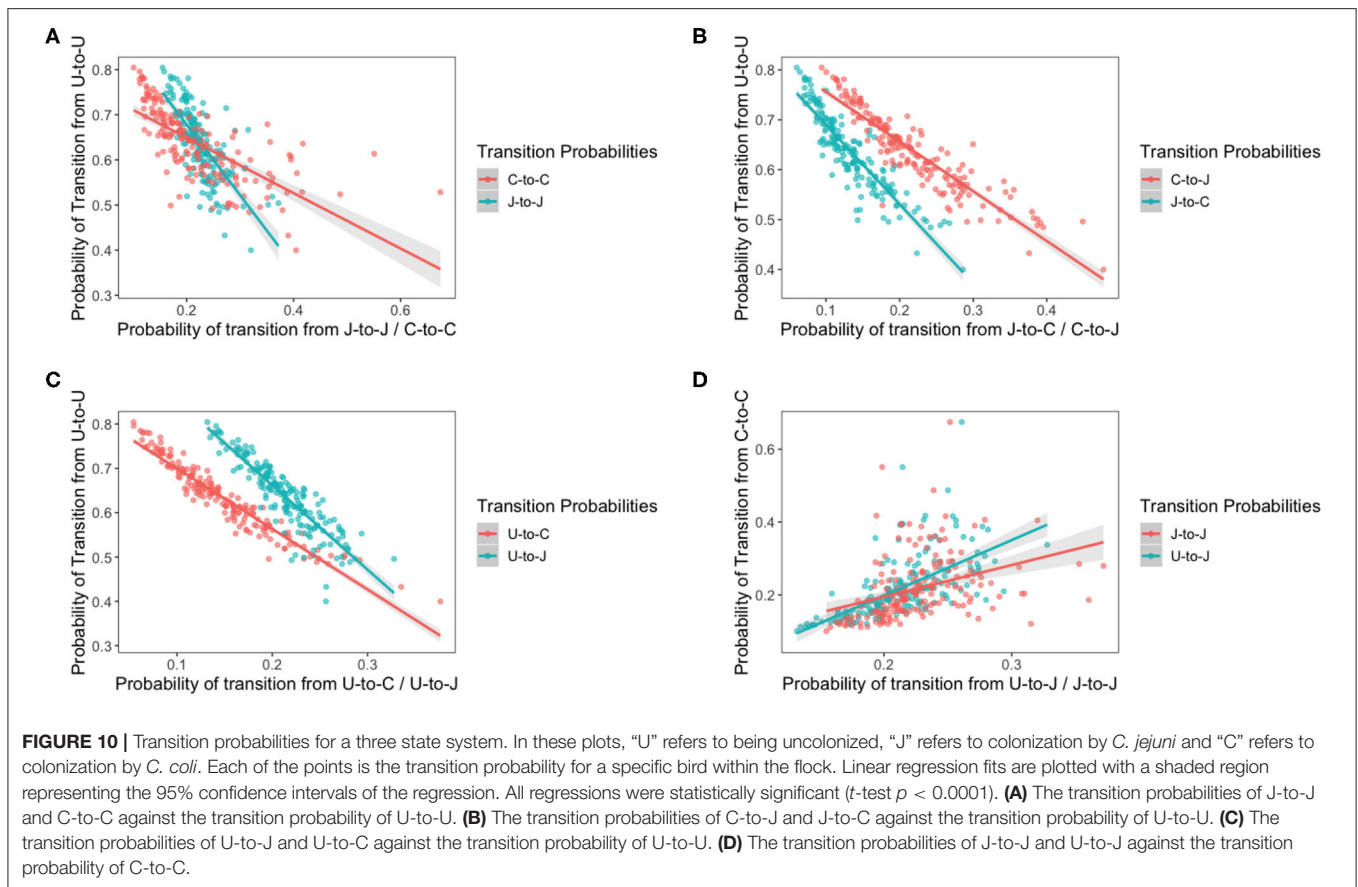 A
Probability of Transition from U-to-U
0.8
0.7
0.6
0.5
0.4
0.3
0.2
0.4
0.6
Probability of transition from J-to-J / C-to-C
Transition Probabilities
C-to-C
J-to-J
B
Probability of Transition from U-to-U
0.8
0.7
0.6
0.5
0.4
0.1
0.2
0.3
0.4
Probability of transition from J-to-C / C-to-J
Transition Probabilities
C-to-J
J-to-C
C
Probability of Transition from U-to-U
0.8
0.7
0.6
0.5
0.4
0.3
0.1
0.2
0.3
Probability of transition from U-to-C / U-to-J
Transition Probabilities
U-to-C
U-to-J
D
Probability of Transition from C-to-C
0.6
0.4
0.2
0.2
0.3
Probability of transition from U-to-J / J-to-J
Transition Probabilities
J-to-J
U-to-J
FIGURE 10 | Transition probabilities for a three state system. In these plots, “U” refers to being uncolonized, “J” refers to colonization by C. jejuni and “C” refers to
colonization by C. coli. Each of the points is the transition probability for a specific bird within the flock. Linear regression fits are plotted with a shaded region
representing the 95% confidence intervals of the regression. All regressions were statistically significant (t-test p < 0.0001). (A) The transition probabilities of J-to-J
and C-to-C against the transition probability of U-to-U. (B) The transition probabilities of C-to-J and J-to-C against the transition probability of U-to-U. (C) The
transition probabilities of U-to-J and U-to-C against the transition probability of U-to-U. (D) The transition probabilities of J-to-J and U-to-J against the transition
probability of C-to-C.